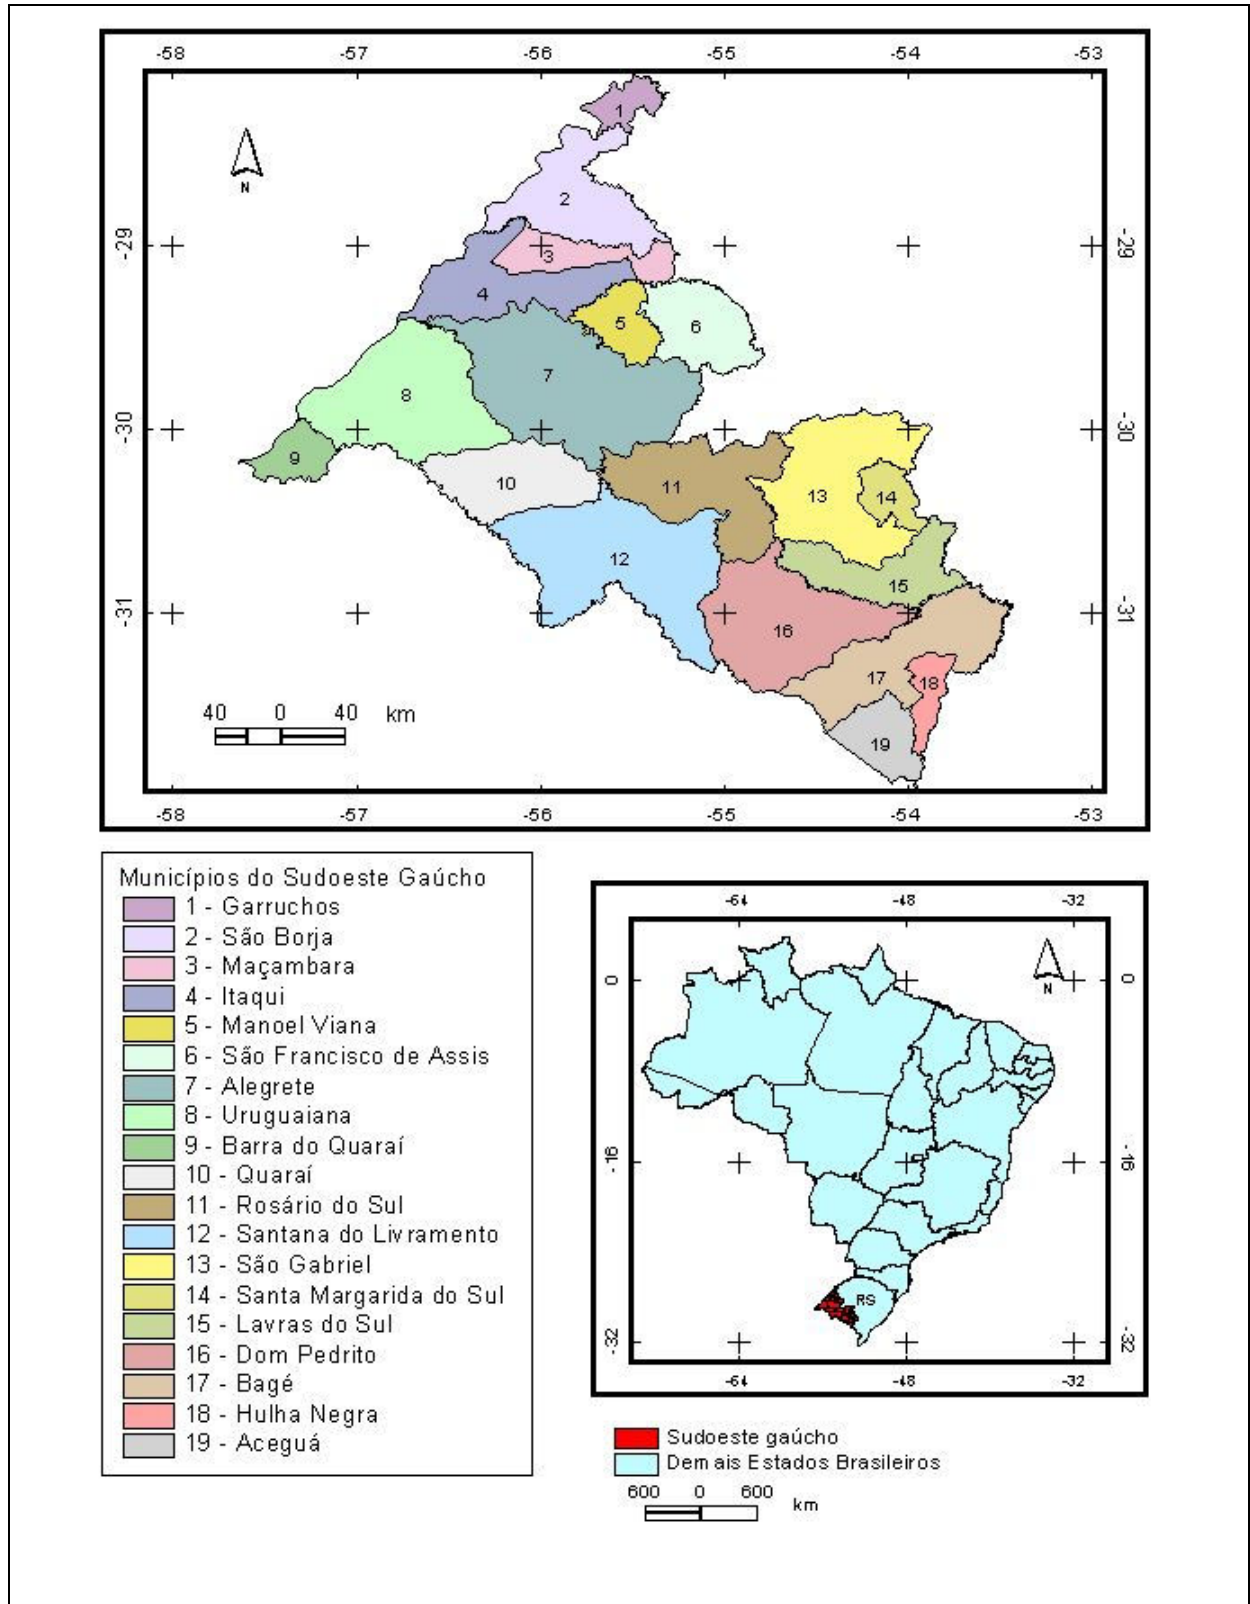 -58 -57 -56 -55 -54 -53
1
N
2
-29 -29
3
4
5
6
7
8
-30 -30
9
10
11
13
14
12
15
-31 -31
16
17
18
40 0 40 km
19
-58 -57 -56 -55 -54 -53
Municípios do Sudoeste Gaúcho
1 - Garruchos
2 - São Borja
3 - Maçambara
4 - Itaqui
5 - Manoel Viana
6 - São Francisco de Assis
7 - Alegrete
8 - Uruguaiana
9 - Barra do Quaraí
10 - Quaraí
11 - Rosário do Sul
12 - Santana do Livramento
13 - São Gabriel
14 - Santa Margarida do Sul
15 - Lavras do Sul
16 - Dom Pedrito
17 - Bagé
18 - Hulha Negra
19 - Aceguá
-64 -48 -32
0 0
N
-16 -16
RS
-32 -32
-64 -48 -32
Sudoeste gaúcho
Demais Estados Brasileiros
600 0 600
km